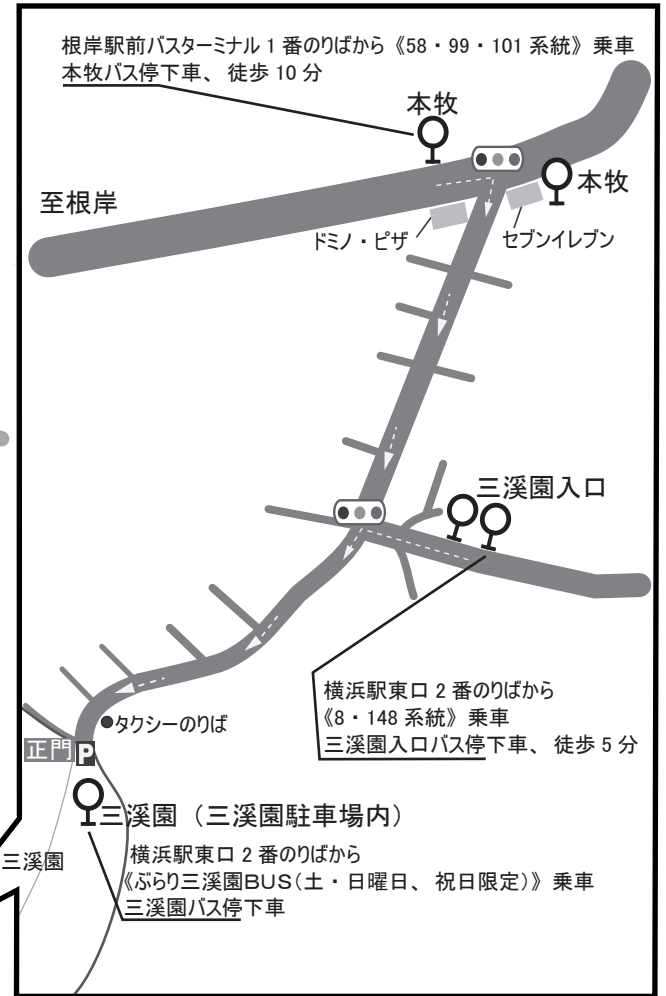 根岸駅前バスターミナル 1 番のりばから《58・99・101 系統》乗車
本牧バス停下車、徒歩 10 分
本牧
本牧
至根岸
ドミノ・ピザ
セブンイレブン
三溪園入口
横浜駅東口 2 番のりばから
《8・148 系統》乗車
三溪園入口バス停下車、徒歩 5 分
タクシーのりば
正門 P
三溪園（三溪園駐車場内）
三溪園
横浜駅東口 2 番のりばから
《ぶらり三溪園BUS(土・日曜日、祝日限定)》乗車
三溪園バス停下車